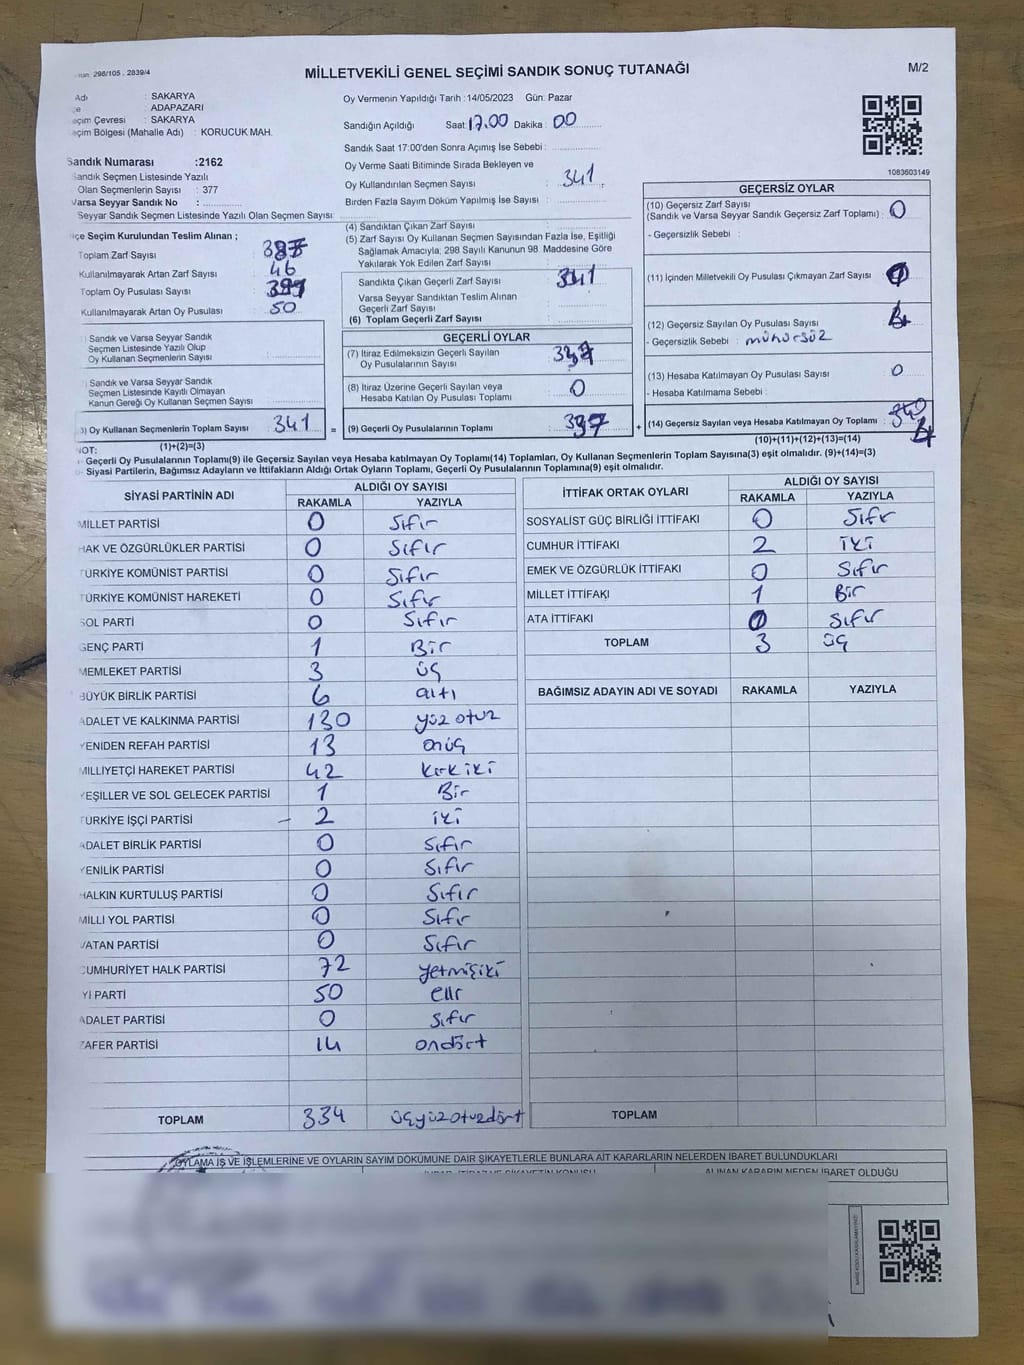 298/105 . 2839/4
MİLLETVEKİLİ GENEL SEÇİMİ SANDIK SONUÇ TUTANAĞI
M/2
Adı : SAKARYA
: ADAPAZARI
eçim Çevresi : SAKARYA
eçim Bölgesi (Mahalle Adı) : KORUCUK MAH.
Oy Vermenin Yapıldığı Tarih :14/05/2023 Gün: Pazar
Sandığın Açıldığı Saat 17.00 Dakika : 00
Sandık Saat 17:00'den Sonra Açımış İse Sebebi :
Sandık Numarası :2162
Sandık Seçmen Listesinde Yazılı
Olan Seçmenlerin Sayısı : 377
Varsa Seyyar Sandık No :
Seyyar Sandık Seçmen Listesinde Yazılı Olan Seçmen Sayısı:
Oy Verme Saati Bitiminde Sırada Bekleyen ve
Oy Kullandırılan Seçmen Sayısı : 341
Birden Fazla Sayım Döküm Yapılmış İse Sayısı :
1083603149
lçe Seçim Kurulundan Teslim Alınan ;
Toplam Zarf Sayısı :
Kullanılmayarak Artan Zarf Sayısı : 46
Toplam Oy Pusulası Sayısı :
Kullanılmayarak Artan Oy Pusulası : 50
(4) Sandıktan Çıkan Zarf Sayısı :
(5) Zarf Sayısı Oy Kullanan Seçmen Sayısından Fazla İse, Eşitliği
Sağlamak Amacıyla, 298 Sayılı Kanunun 98. Maddesine Göre
Yakılarak Yok Edilen Zarf Sayısı :
Sandıkta Çıkan Geçerli Zarf Sayısı : 341
Varsa Seyyar Sandıktan Teslim Alınan
Geçerli Zarf Sayısı :
(6) Toplam Geçerli Zarf Sayısı :
GEÇERSİZ OYLAR
(10) Geçersiz Zarf Sayısı
(Sandık ve Varsa Seyyar Sandık Geçersiz Zarf Toplamı) : 0
- Geçersizlik Sebebi :
(11) İçinden Milletvekili Oy Pusulası Çıkmayan Zarf Sayısı :
(12) Geçersiz Sayılan Oy Pusulası Sayısı :
- Geçersizlik Sebebi : mühürsüz
(13) Hesaba Katılmayan Oy Pusulası Sayısı : 0
- Hesaba Katılmama Sebebi :
(14) Geçersiz Sayılan veya Hesaba Katılmayan Oy Toplamı :
(10)+(11)+(12)+(13)=(14)
Sandık ve Varsa Seyyar Sandık
Seçmen Listesinde Yazılı Olup
Oy Kullanan Seçmenlerin Sayısı :
Sandık ve Varsa Seyyar Sandık
Seçmen Listesinde Kayıtlı Olmayan
Kanun Gereği Oy Kullanan Seçmen Sayısı:
) Oy Kullanan Seçmenlerin Toplam Sayısı : 341 =
(1)+(2)=(3)
GEÇERLİ OYLAR
(7) İtiraz Edilmeksizin Geçerli Sayılan
Oy Pusulalarının Sayısı :
(8) İtiraz Üzerine Geçerli Sayılan veya
Hesaba Katılan Oy Pusulası Toplamı : 0
(9) Geçerli Oy Pusulalarının Toplamı : +
NOT:
- Geçerli Oy Pusulalarının Toplamı(9) ile Geçersiz Sayılan veya Hesaba katılmayan Oy Toplamı(14) Toplamları, Oy Kullanan Seçmenlerin Toplam Sayısına(3) eşit olmalıdır. (9)+(14)=(3)
- Siyasi Partilerin, Bağımsız Adayların ve İttifakların Aldığı Ortak Oyların Toplamı, Geçerli Oy Pusulalarının Toplamına(9) eşit olmalıdır.
SİYASİ PARTİNİN ADI ALDIĞI OY SAYISI
RAKAMLA YAZIYLA
MİLLET PARTİSİ 0 Sıfır
HAK VE ÖZGÜRLÜKLER PARTİSİ 0 Sıfır
TÜRKİYE KOMÜNİST PARTİSİ 0 Sıfır
TÜRKİYE KOMÜNİST HAREKETİ 0 Sıfır
SOL PARTİ 0 Sıfır
GENÇ PARTİ 1 Bir
MEMLEKET PARTİSİ 3 üç
BÜYÜK BİRLİK PARTİSİ 6 altı
ADALET VE KALKINMA PARTİSİ 130 yüz otuz
YENİDEN REFAH PARTİSİ 13 onüç
MİLLİYETÇİ HAREKET PARTİSİ 42 kırkiki
YEŞİLLER VE SOL GELECEK PARTİSİ 1 Bir
TÜRKİYE İŞÇİ PARTİSİ - 2 iki
ADALET BİRLİK PARTİSİ 0 Sıfır
YENİLİK PARTİSİ 0 Sıfır
HALKIN KURTULUŞ PARTİSİ 0 Sıfır
MİLLİ YOL PARTİSİ 0 Sıfır
VATAN PARTİSİ 0 Sıfır
CUMHURİYET HALK PARTİSİ 72 yetmişiki
İYİ PARTİ 50 elli
ADALET PARTİSİ 0 Sıfır
ZAFER PARTİSİ 14 ondört
TOPLAM 334 üçyüzotuzdört
İTTİFAK ORTAK OYLARI ALDIĞI OY SAYISI
RAKAMLA YAZIYLA
SOSYALİST GÜÇ BİRLİĞİ İTTİFAKI 0 Sıfır
CUMHUR İTTİFAKI 2 iki
EMEK VE ÖZGÜRLÜK İTTİFAKI 0 Sıfır
MİLLET İTTİFAKI 1 Bir
ATA İTTİFAKI 0 Sıfır
TOPLAM 3 üç
BAĞIMSIZ ADAYIN ADI VE SOYADI RAKAMLA YAZIYLA
TOPLAM
OYLAMA İŞ VE İŞLEMLERİNE VE OYLARIN SAYIM DÖKÜMÜNE DAİR ŞİKAYETLERLE BUNLARA AİT KARARLARIN NELERDEN İBARET BULUNDUKLARI
ALINAN KARARIN NEDEN İBARET OLDUĞU